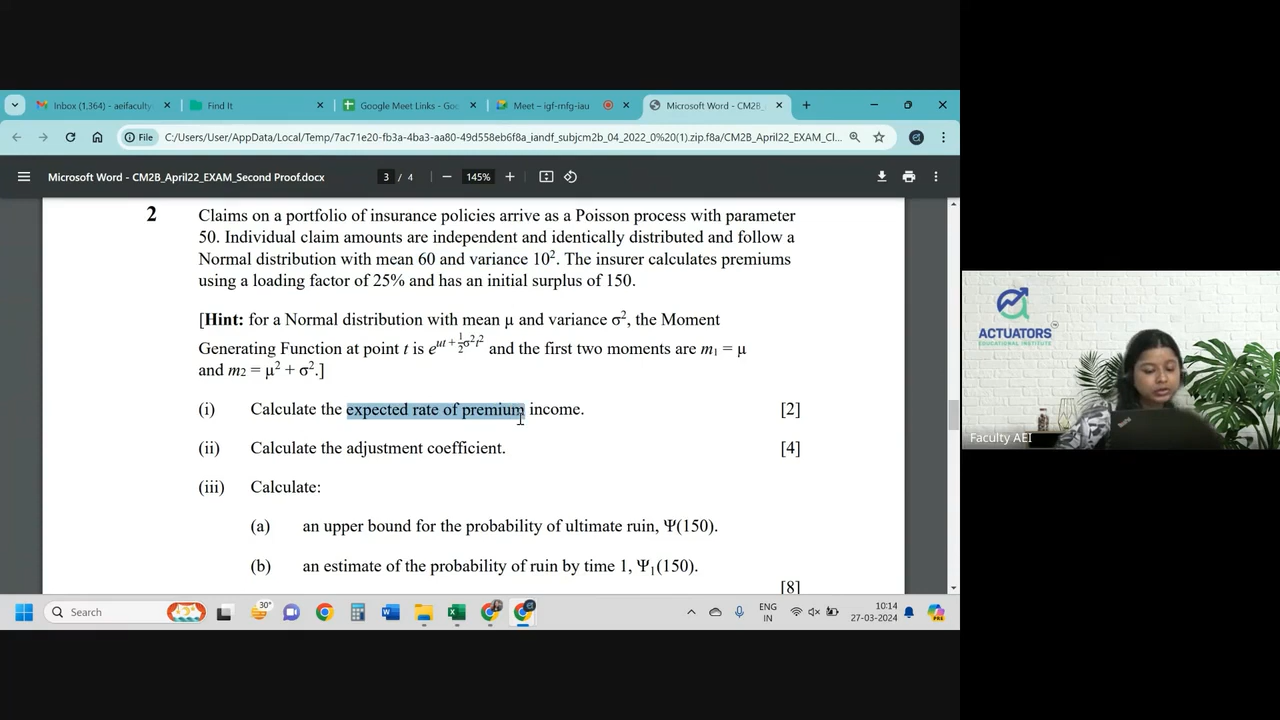 Inbox (1,364) - aeifaculty
Find It
Google Meet Links - Goo
Meet – igf-rnfg-iau
Microsoft Word - CM2B_
File
C:/Users/User/AppData/Local/Temp/7ac71e20-fb3a-4ba3-aa80-49d558eb6f8a_iandf_subjcm2b_04_2022_0%20(1).zip.f8a/CM2B_April22_EXAM_Cl...
Microsoft Word - CM2B_April22_EXAM_Second Proof.docx
3 / 4
145%
2 Claims on a portfolio of insurance policies arrive as a Poisson process with parameter
50. Individual claim amounts are independent and identically distributed and follow a
Normal distribution with mean 60 and variance 10². The insurer calculates premiums
using a loading factor of 25% and has an initial surplus of 150.
[Hint: for a Normal distribution with mean µ and variance σ², the Moment
Generating Function at point t is e^{µt+½σ²t²} and the first two moments are m₁ = µ
and m₂ = µ² + σ².]
(i) Calculate the expected rate of premium income. [2]
(ii) Calculate the adjustment coefficient. [4]
(iii) Calculate:
(a) an upper bound for the probability of ultimate ruin, Ψ(150).
(b) an estimate of the probability of ruin by time 1, Ψ₁(150).
[8]
ACTUATORS
EDUCATIONAL INSTITUTE
Faculty AEI
Search
30°
ENG
IN
10:14
27-03-2024